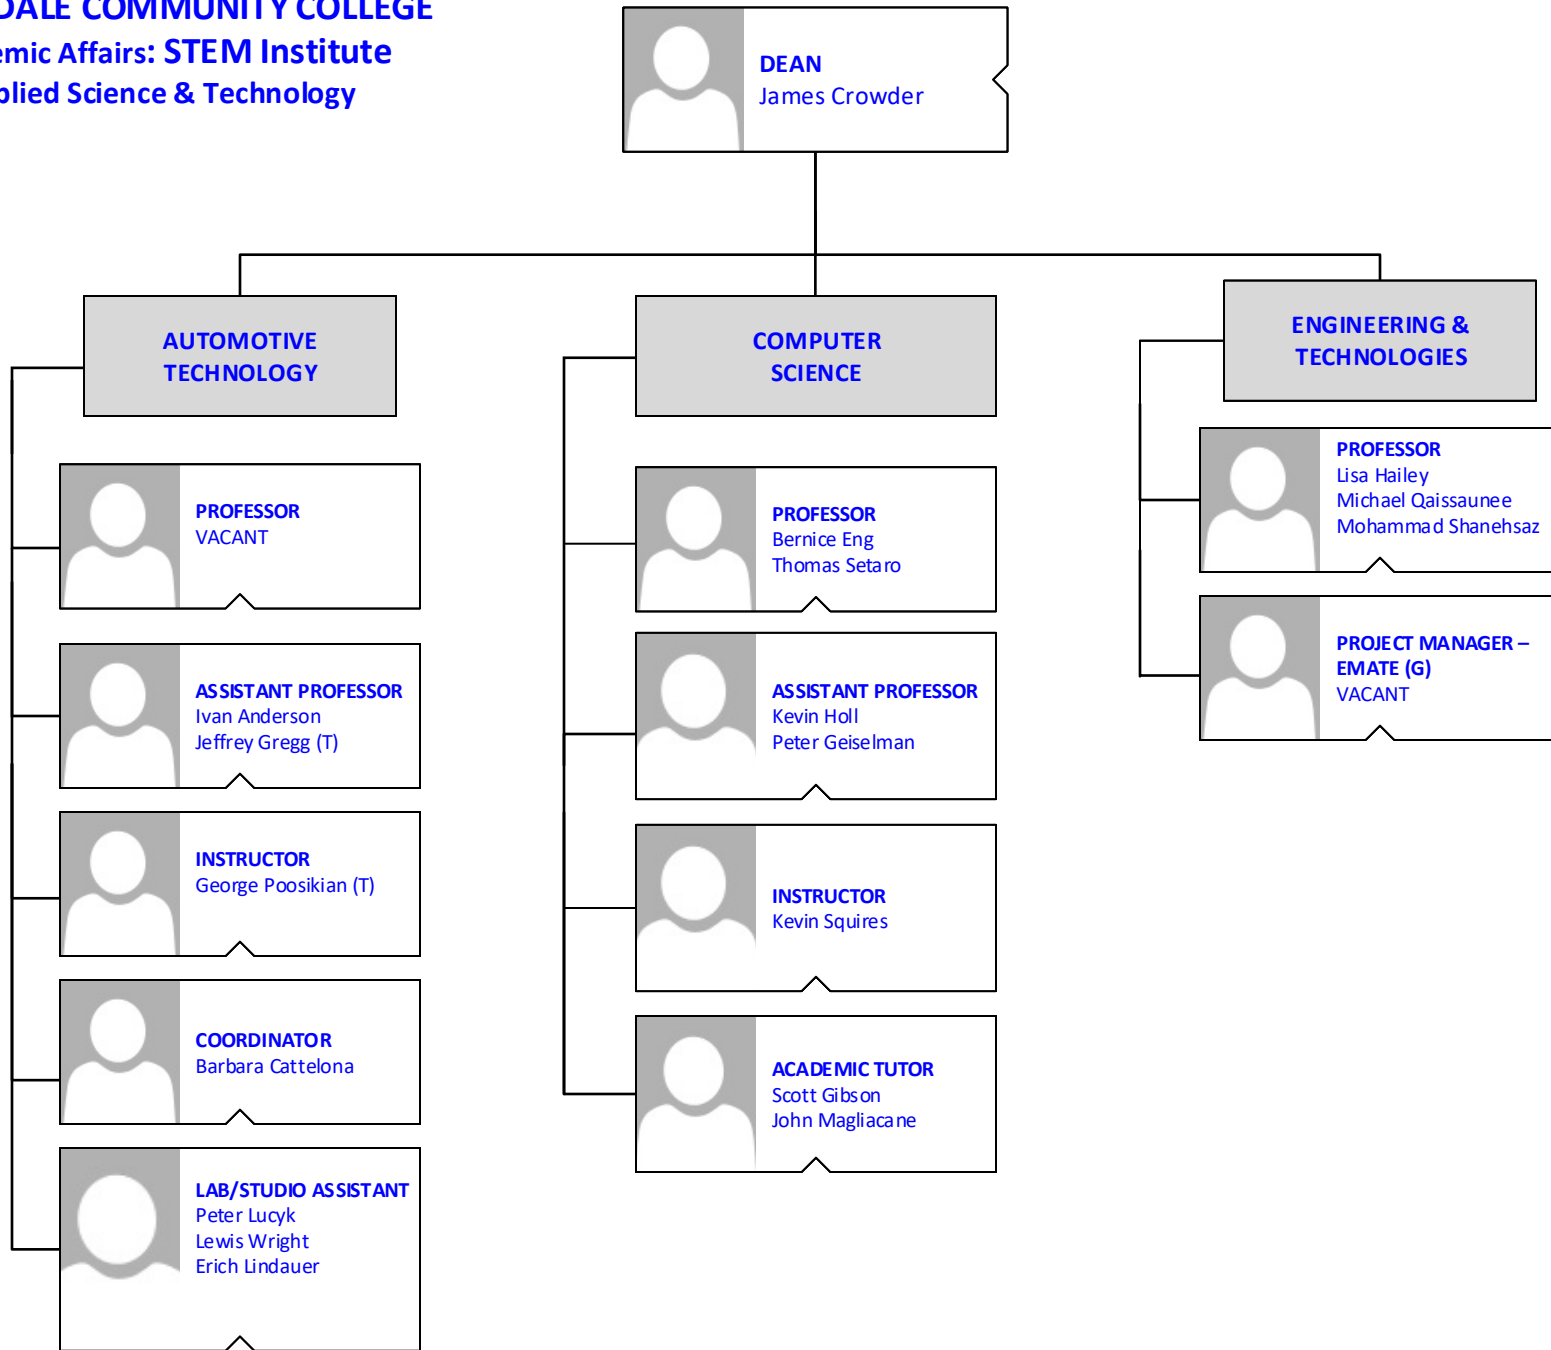 DALE COMMUNITY COLLEGE
emic Affairs: STEM Institute
plied Science & Technology
DEAN
James Crowder
AUTOMOTIVE
TECHNOLOGY
PROFESSOR
VACANT
ASSISTANT PROFESSOR
Ivan Anderson
Jeffrey Gregg (T)
INSTRUCTOR
George Poosikian (T)
COORDINATOR
Barbara Cattelona
LAB/STUDIO ASSISTANT
Peter Lucyk
Lewis Wright
Erich Lindauer
COMPUTER
SCIENCE
PROFESSOR
Bernice Eng
Thomas Setaro
ASSISTANT PROFESSOR
Kevin Holl
Peter Geiselman
INSTRUCTOR
Kevin Squires
ACADEMIC TUTOR
Scott Gibson
John Magliacane
ENGINEERING &
TECHNOLOGIES
PROFESSOR
Lisa Hailey
Michael Qaissaunee
Mohammad Shanehsaz
PROJECT MANAGER –
EMATE (G)
VACANT